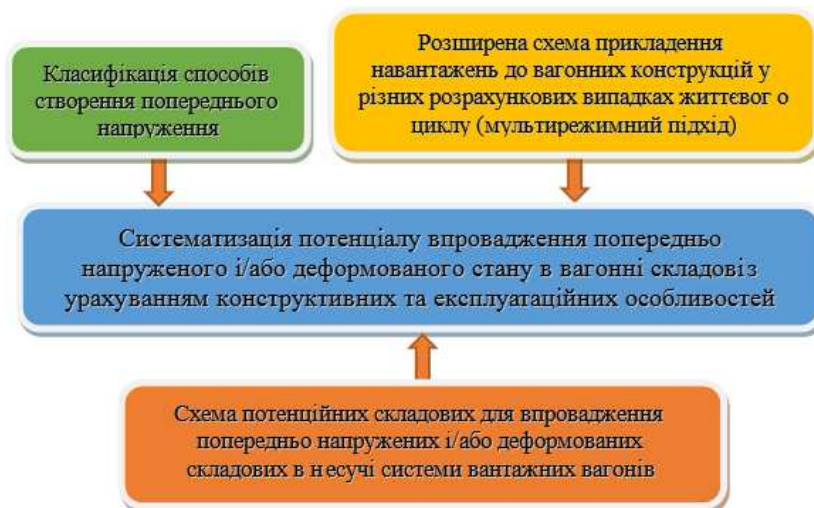 Класифікація способів
створення попереднього
напруження
Розширена схема прикладення
навантажень до вагонних конструкцій у
різних розрахункових випадках життєвог о
циклу (мультирежимний підхід)
Систематизація потенціалу впровадження попередньо
напруженого і/або деформованого стану в вагонні складовіз
урахуванням конструктивних та експлуатаційних особливостей
Схема потенційних складових для впровадження
попередньо напружених і/або деформованих
складових в несучі системи вантажних вагонів